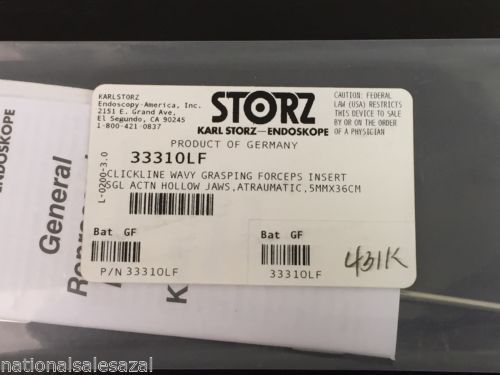 KARLSTORZ
Endoscopy-America, Inc.
2151 E. Grand Ave,
El Segundo, CA 90245
1-800-421-0837
STORZ
KARL STORZ—ENDOSKOPE
CAUTION: FEDERAL
LAW (USA) RESTRICTS
THIS DEVICE TO SALE
BY OR ON THE ORDER
OF A PHYSICIAN
PRODUCT OF GERMANY
33310LF
CLICKLINE WAVY GRASPING FORCEPS INSERT
SGL ACTN HOLLOW JAWS,ATRAUMATIC,5MMX36CM
L-0200-3.0
Bat GF
P/N 33310LF
Bat GF
33310LF
431K
ENDOSKOPE
General
K
nationalsalesazal